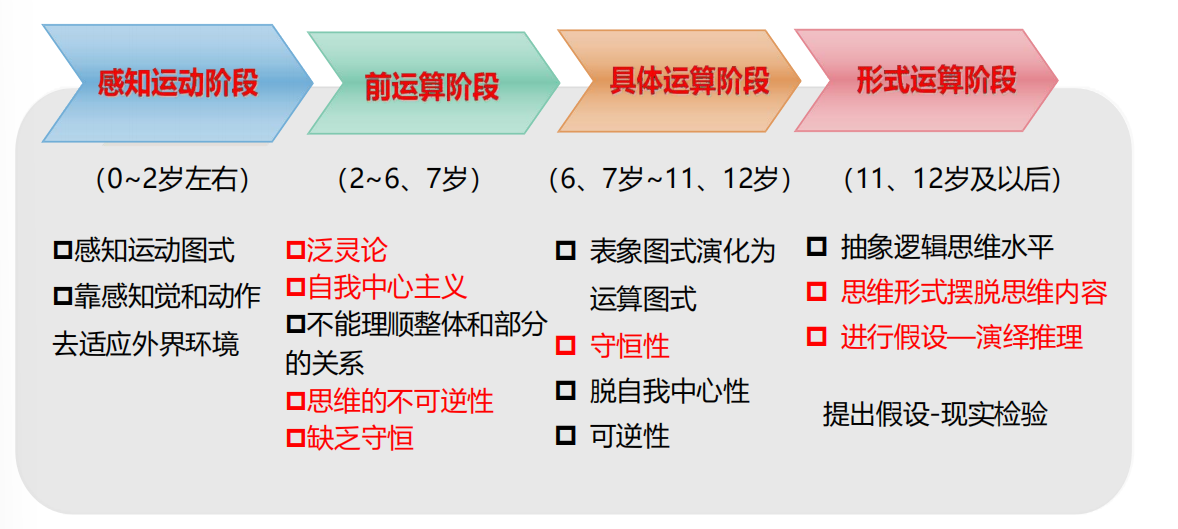 感知运动阶段
前运算阶段
具体运算阶段
形式运算阶段
（0~2岁左右）
（2~6、7岁）
（6、7岁~11、12岁）
（11、12岁及以后）
感知运动图式
靠感知觉和动作
去适应外界环境
泛灵论
自我中心主义
不能理顺整体和部分
的关系
思维的不可逆性
缺乏守恒
表象图式演化为
运算图式
守恒性
脱自我中心性
可逆性
抽象逻辑思维水平
思维形式摆脱思维内容
进行假设—演绎推理
提出假设-现实检验